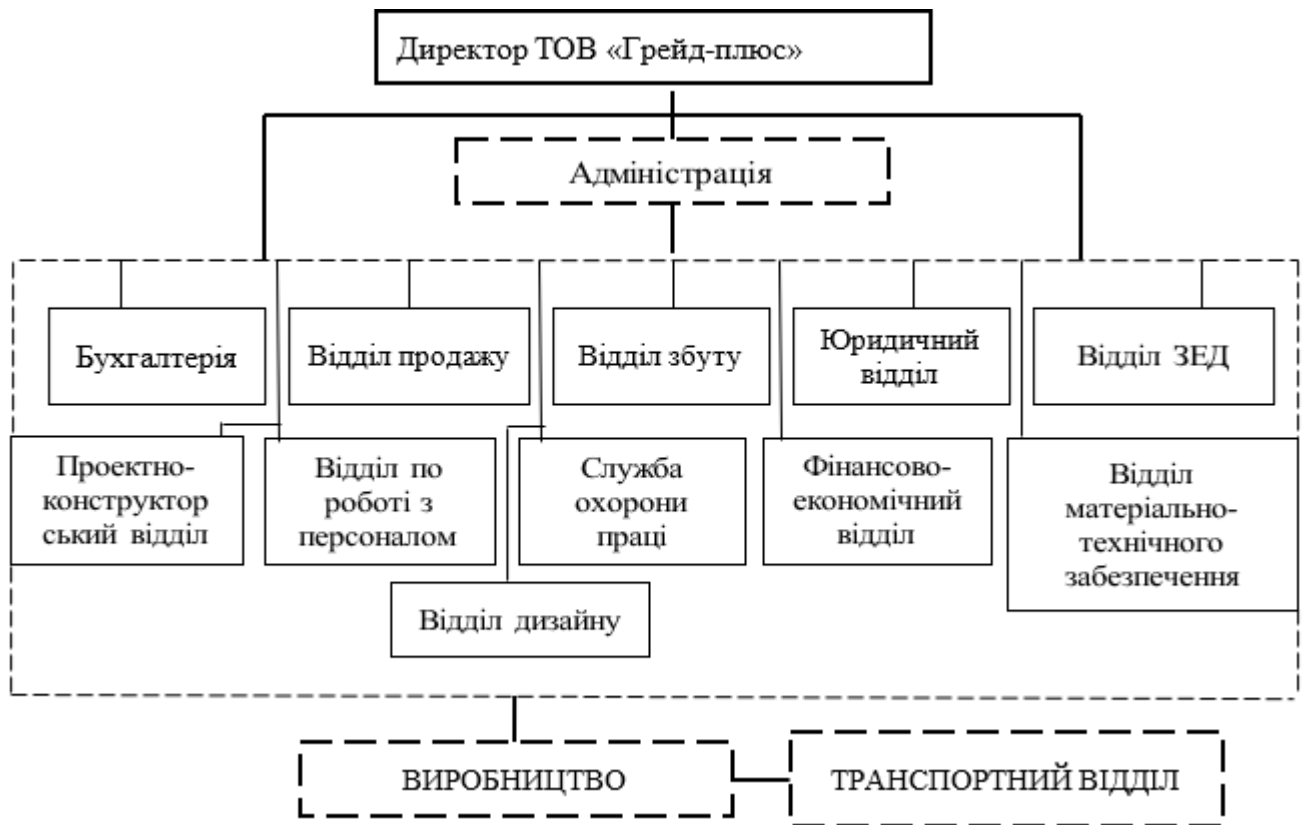 Директор ТОВ «Грейд-плюс»
Адміністрація
Бухгалтерія
Відділ продажу
Відділ збуту
Юридичний
відділ
Відділ ЗЕД
Проектно-
конструктор
ський відділ
Відділ по
роботі з
персоналом
Служба
охорони
праці
Фінансово-
економічний
відділ
Відділ
матеріально-
технічного
забезпечення
Відділ дизайну
ВИРОБНИЦТВО
ТРАНСПОРТНИЙ ВІДДІЛ